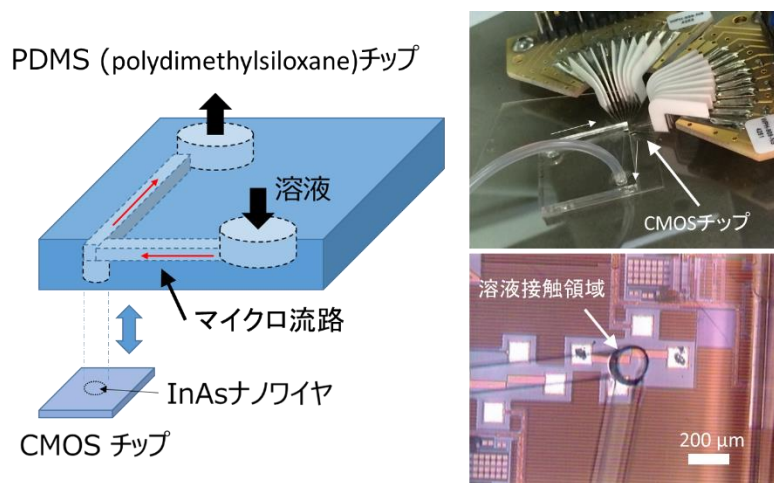 PDMS (polydimethylsiloxane)チップ
溶液
マイクロ流路
InAsナノワイヤ
CMOS チップ
CMOSチップ
溶液接触領域
200 μm